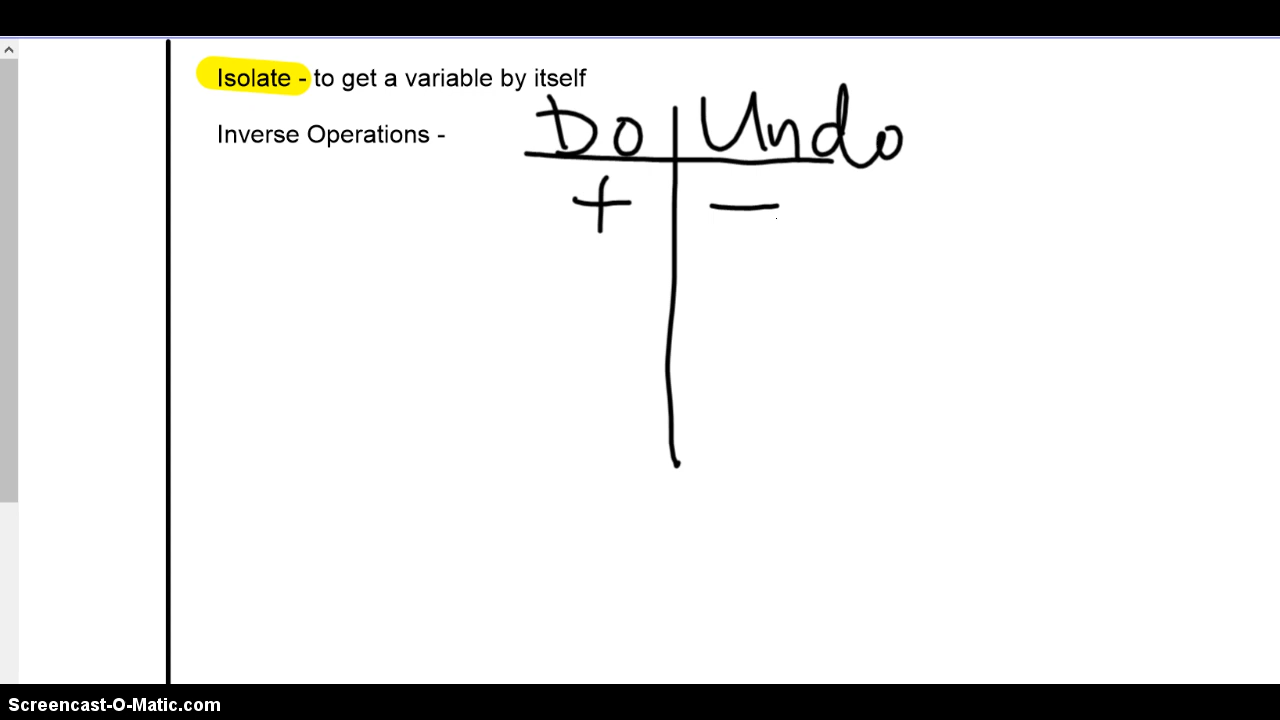 Isolate - to get a variable by itself
Inverse Operations -
Do Undo
+ −
Screencast-O-Matic.com